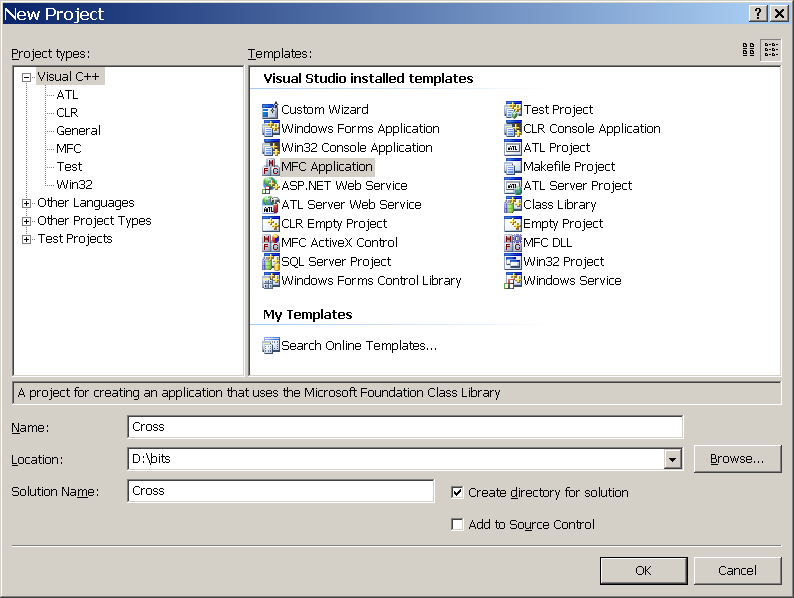 New Project
Project types:
Templates:
Visual C++
ATL
CLR
General
MFC
Test
Win32
Other Languages
Other Project Types
Test Projects
Visual Studio installed templates
Custom Wizard
Windows Forms Application
Win32 Console Application
MFC Application
ASP.NET Web Service
ATL Server Web Service
CLR Empty Project
MFC ActiveX Control
SQL Server Project
Windows Forms Control Library
Test Project
CLR Console Application
ATL Project
Makefile Project
ATL Server Project
Class Library
Empty Project
MFC DLL
Win32 Project
Windows Service
My Templates
Search Online Templates...
A project for creating an application that uses the Microsoft Foundation Class Library
Name: Cross
Location: D:\bits Browse...
Solution Name: Cross Create directory for solution
Add to Source Control
OK Cancel